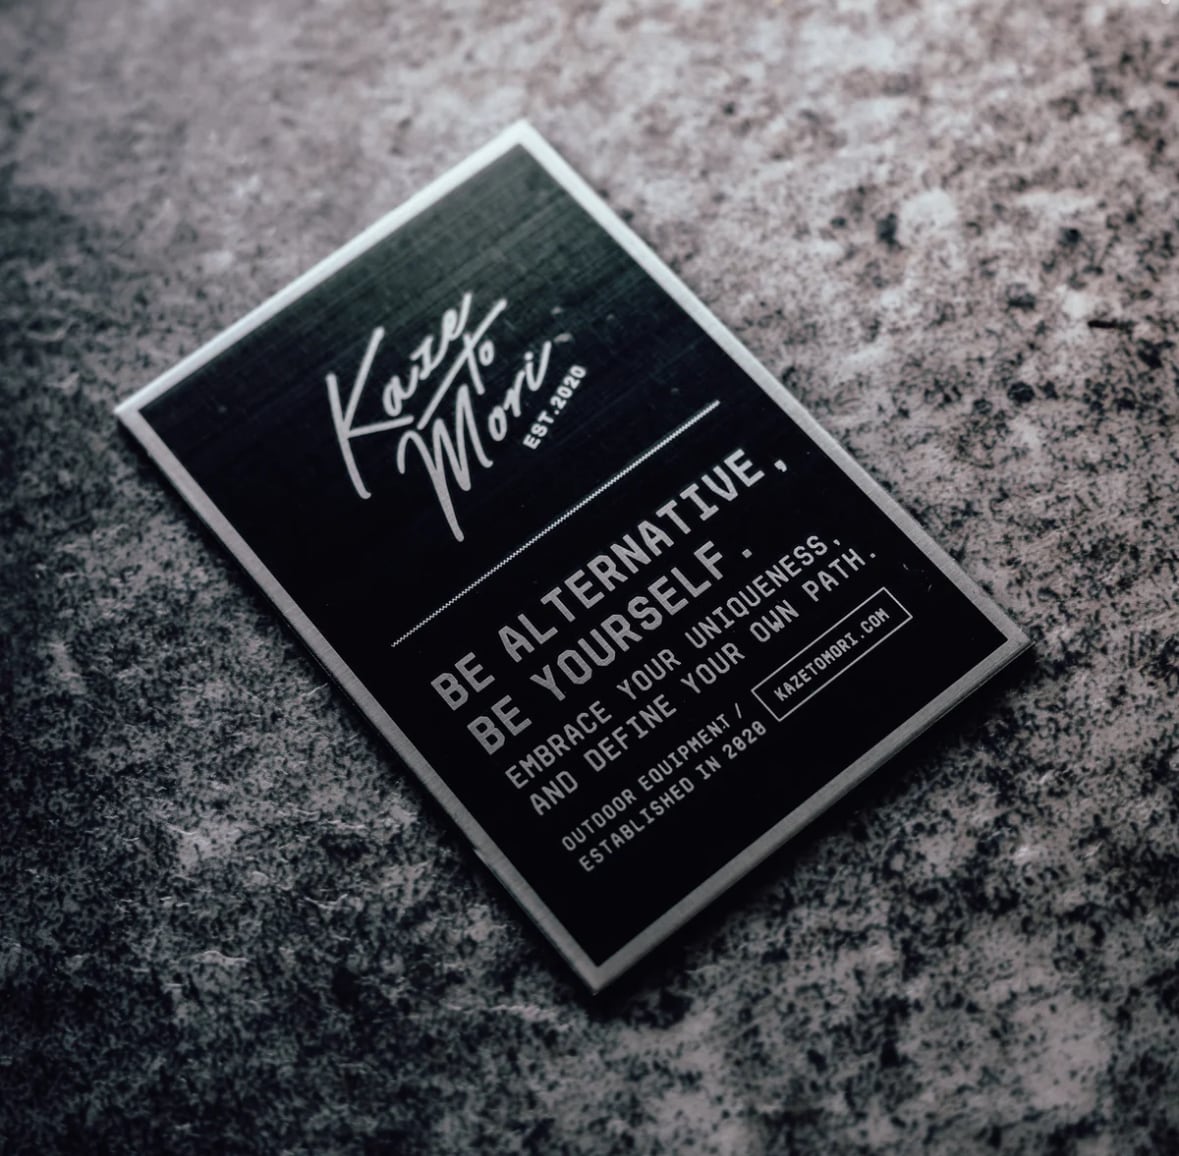 Kaze
to
Mori
EST.2020
BE ALTERNATIVE,
BE YOURSELF.
EMBRACE YOUR UNIQUENESS,
AND DEFINE YOUR OWN PATH.
OUTDOOR EQUIPMENT /
ESTABLISHED IN 2020
KAZETOMORI.COM